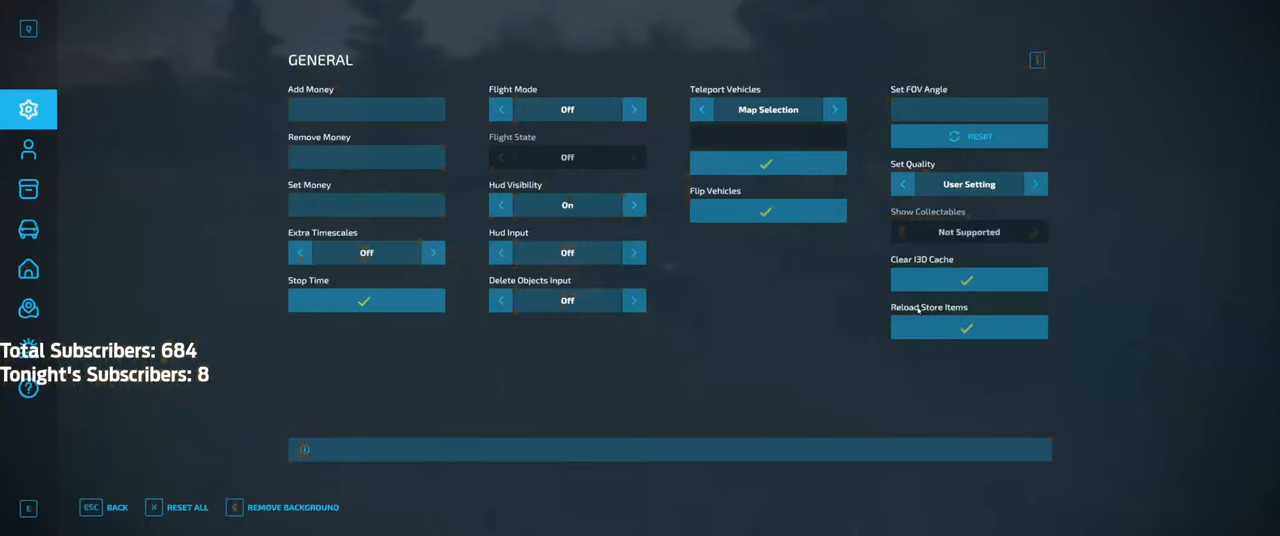 Q
GENERAL
Add Money
Remove Money
Set Money
Extra Timescales
Off
Stop Time
Flight Mode
Off
Flight State
Off
Hud Visibility
On
Hud Input
Off
Delete Objects Input
Off
Teleport Vehicles
Map Selection
Flip Vehicles
Set FOV Angle
RESET
Set Quality
User Setting
Show Collectables
Not Supported
Clear I3D Cache
Reload Store Items
Total Subscribers: 684
Tonight's Subscribers: 8
E
ESC BACK
X RESET ALL
REMOVE BACKGROUND